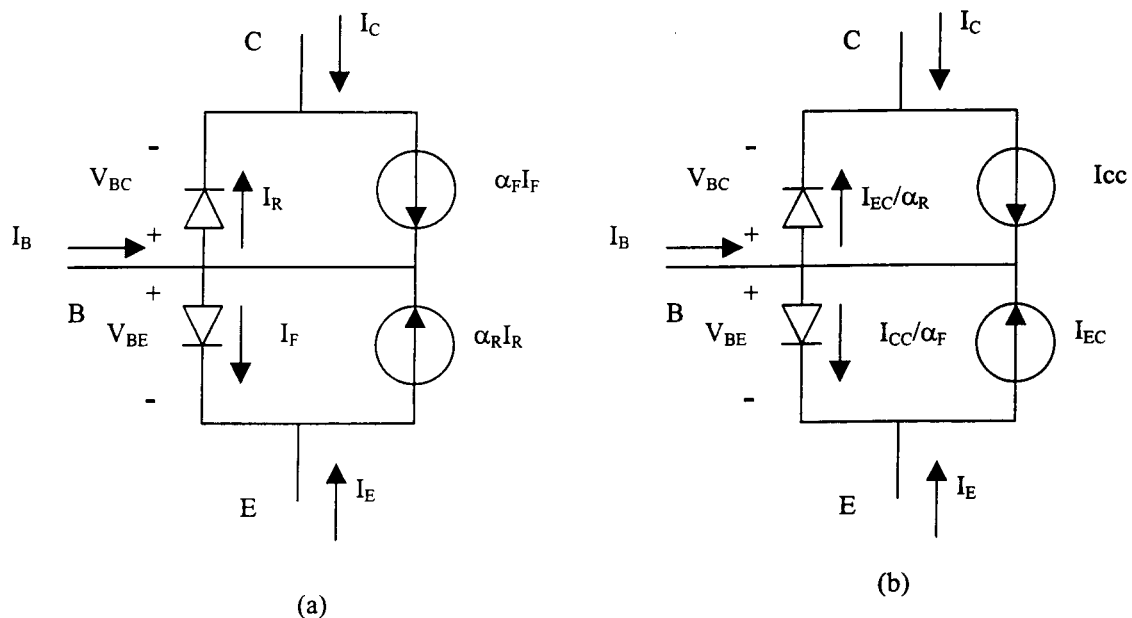 C
I_C
-
V_BC
I_R
α_F I_F
I_B
+
+
B
V_BE
I_F
α_R I_R
-
E
I_E
(a)
C
I_C
-
V_BC
I_EC/α_R
Icc
I_B
+
+
B
V_BE
I_CC/α_F
I_EC
-
E
I_E
(b)